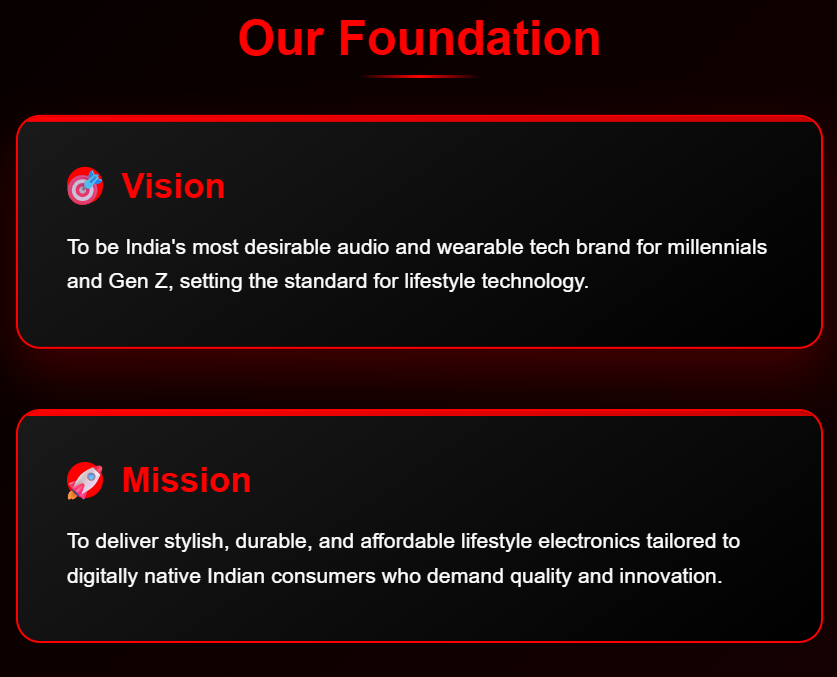 Our Foundation
Vision
To be India's most desirable audio and wearable tech brand for millennials
and Gen Z, setting the standard for lifestyle technology.
Mission
To deliver stylish, durable, and affordable lifestyle electronics tailored to
digitally native Indian consumers who demand quality and innovation.